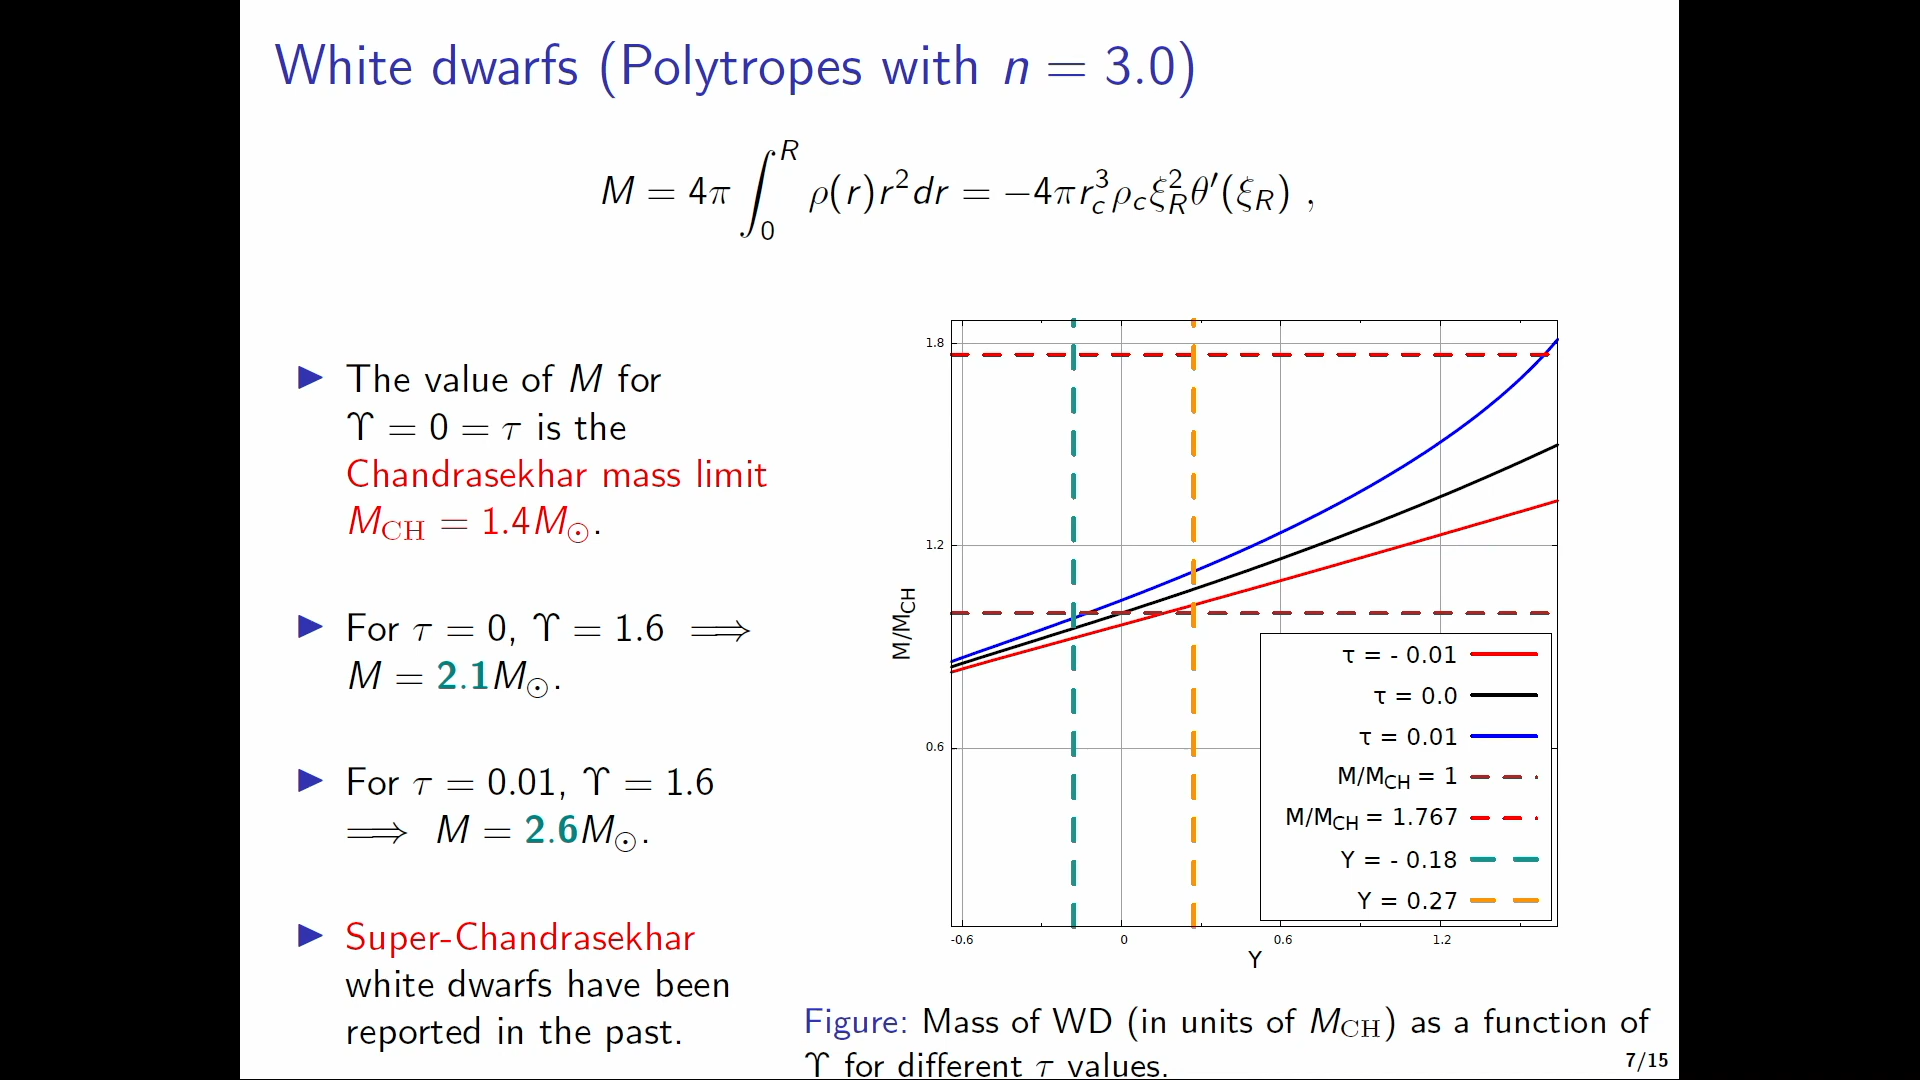 White dwarfs (Polytropes with n = 3.0)
M = 4π ∫₀ᴿ ρ(r)r²dr = −4πr_c³ρ_cξ_R²θ′(ξ_R) ,
▶ The value of M for
ϒ = 0 = τ is the
Chandrasekhar mass limit
M_CH = 1.4M_⊙.
▶ For τ = 0, ϒ = 1.6 ⟹
M = 2.1M_⊙.
▶ For τ = 0.01, ϒ = 1.6
⟹ M = 2.6M_⊙.
▶ Super-Chandrasekhar
white dwarfs have been
reported in the past.
1.8
1.2
0.6
M/M_CH
-0.6 0 0.6 1.2
Υ
τ = - 0.01
τ = 0.0
τ = 0.01
M/M_CH = 1
M/M_CH = 1.767
Υ = - 0.18
Υ = 0.27
Figure: Mass of WD (in units of M_CH) as a function of
ϒ for different τ values.
7/15